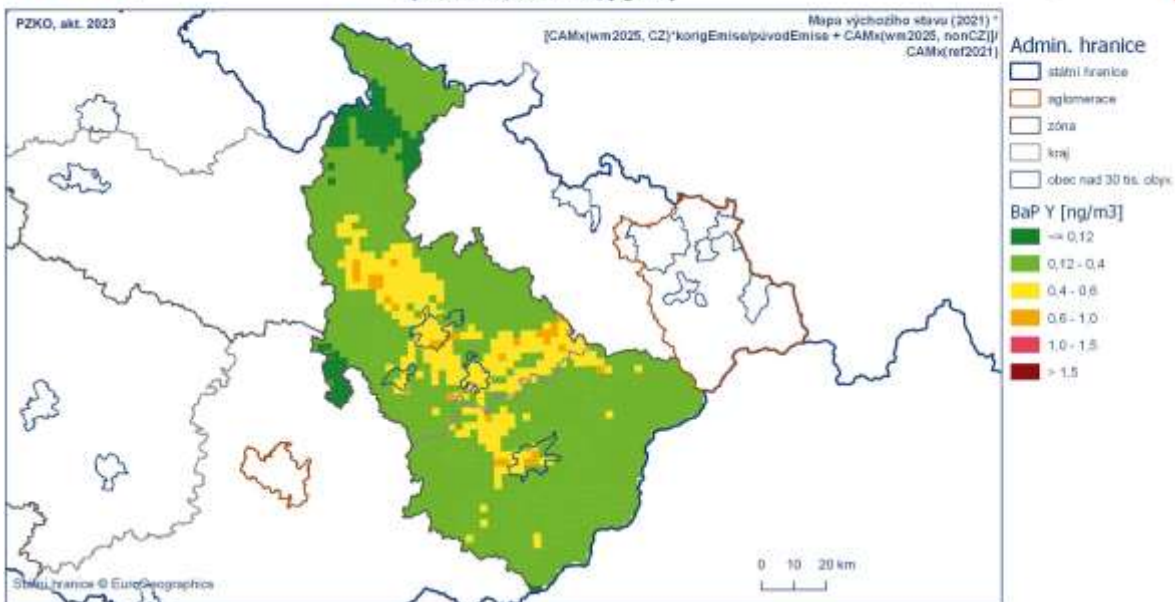 PZKO, akt. 2023
Mapa výchozího stavu (2021) *
[CAMx(wm2025, CZ)*korigEmise/původEmise + CAMx(wm2025, nonCZ)]/
CAMx(ref2021)
Admin. hranice
státní hranice
aglomerace
zóna
kraj
obec nad 30 tis. obyv.
BaP Y [ng/m3]
<= 0,12
0,12 - 0,4
0,4 - 0,6
0,6 - 1,0
1,0 - 1,5
> 1,5
0 10 20 km
Státní hranice © EuroGeographics